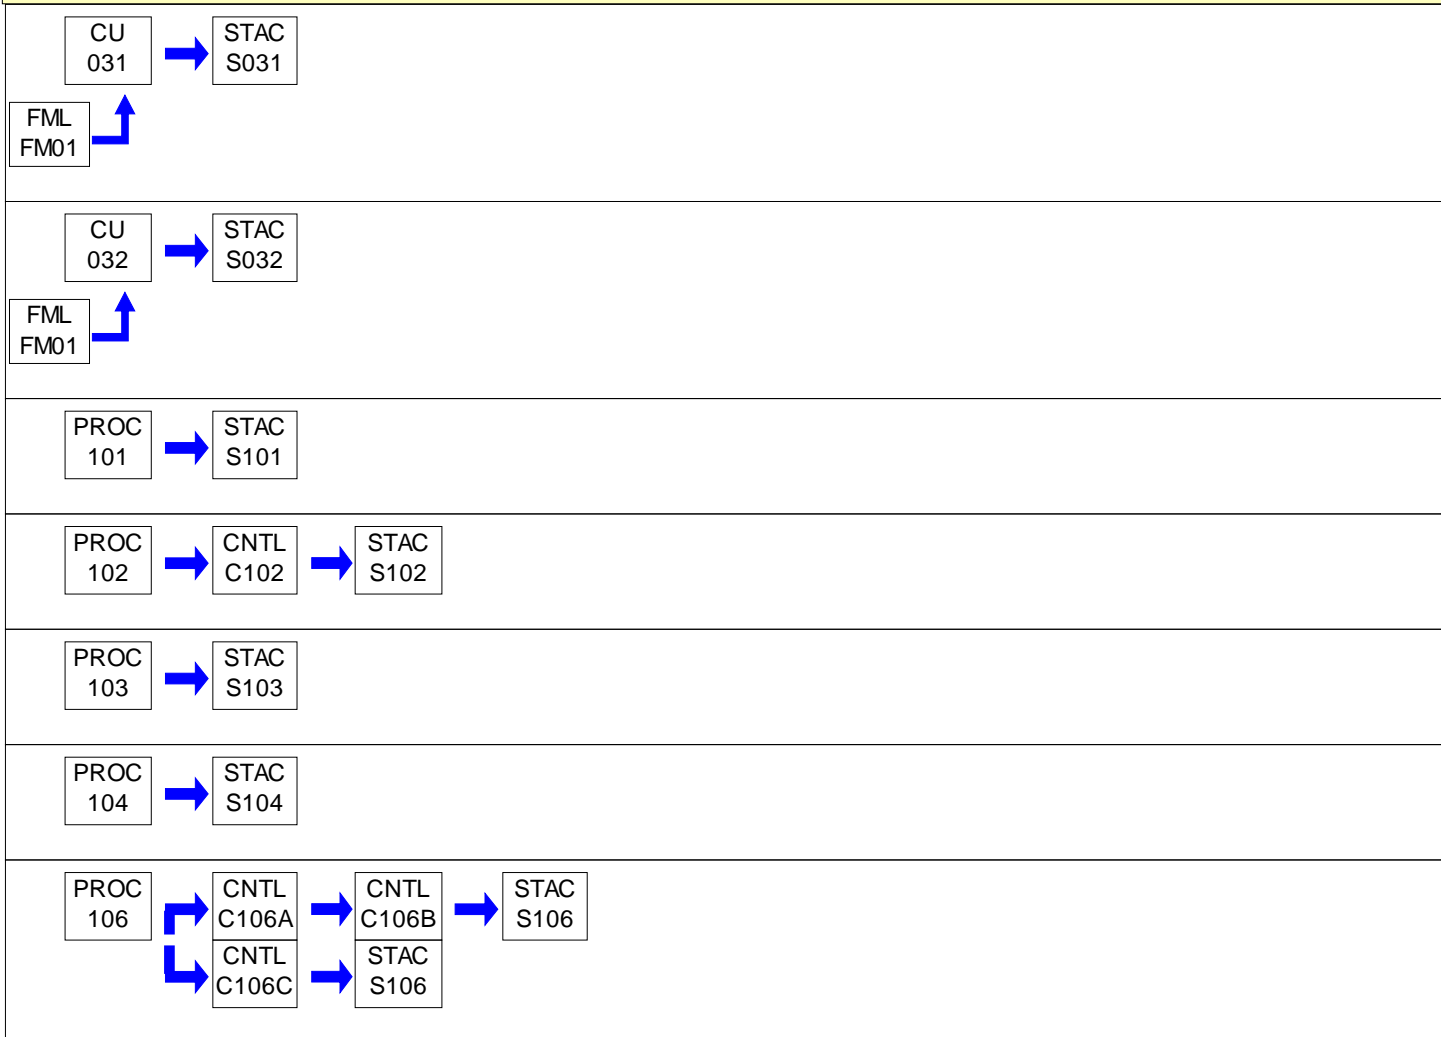 CU
031
STAC
S031
FML
FM01
CU
032
STAC
S032
FML
FM01
PROC
101
STAC
S101
PROC
102
CNTL
C102
STAC
S102
PROC
103
STAC
S103
PROC
104
STAC
S104
PROC
106
CNTL
C106A
CNTL
C106B
STAC
S106
CNTL
C106C
STAC
S106